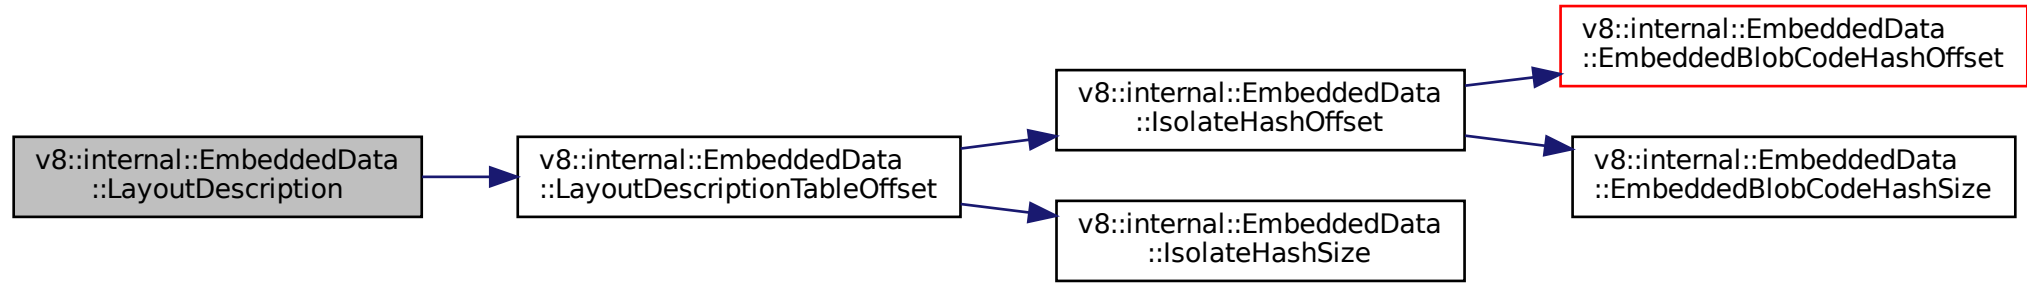 v8::internal::EmbeddedData
::LayoutDescription
v8::internal::EmbeddedData
::LayoutDescriptionTableOffset
v8::internal::EmbeddedData
::IsolateHashOffset
v8::internal::EmbeddedData
::IsolateHashSize
v8::internal::EmbeddedData
::EmbeddedBlobCodeHashOffset
v8::internal::EmbeddedData
::EmbeddedBlobCodeHashSize